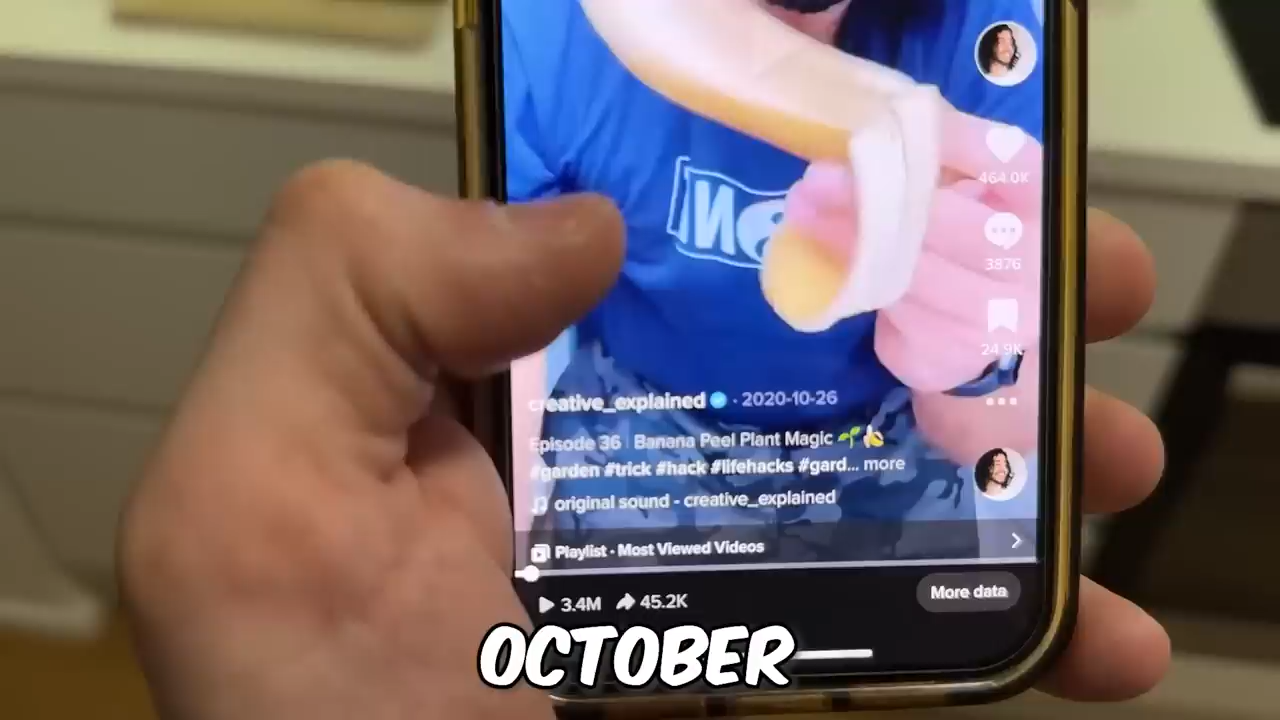 464.0K
3876
24.9K
creative_explained · 2020-10-26
Episode 36 | Banana Peel Plant Magic 🌱🍌
#garden #trick #hack #lifehacks #gard... more
original sound - creative_explained
Playlist · Most Viewed Videos
3.4M 45.2K
More data
OCTOBER